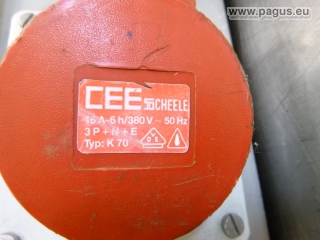 www.pagus.eu
CEE SCHEELE
16 A-6 h/380 V ~ 50 Hz
3 P + N + E
Typ: K 70